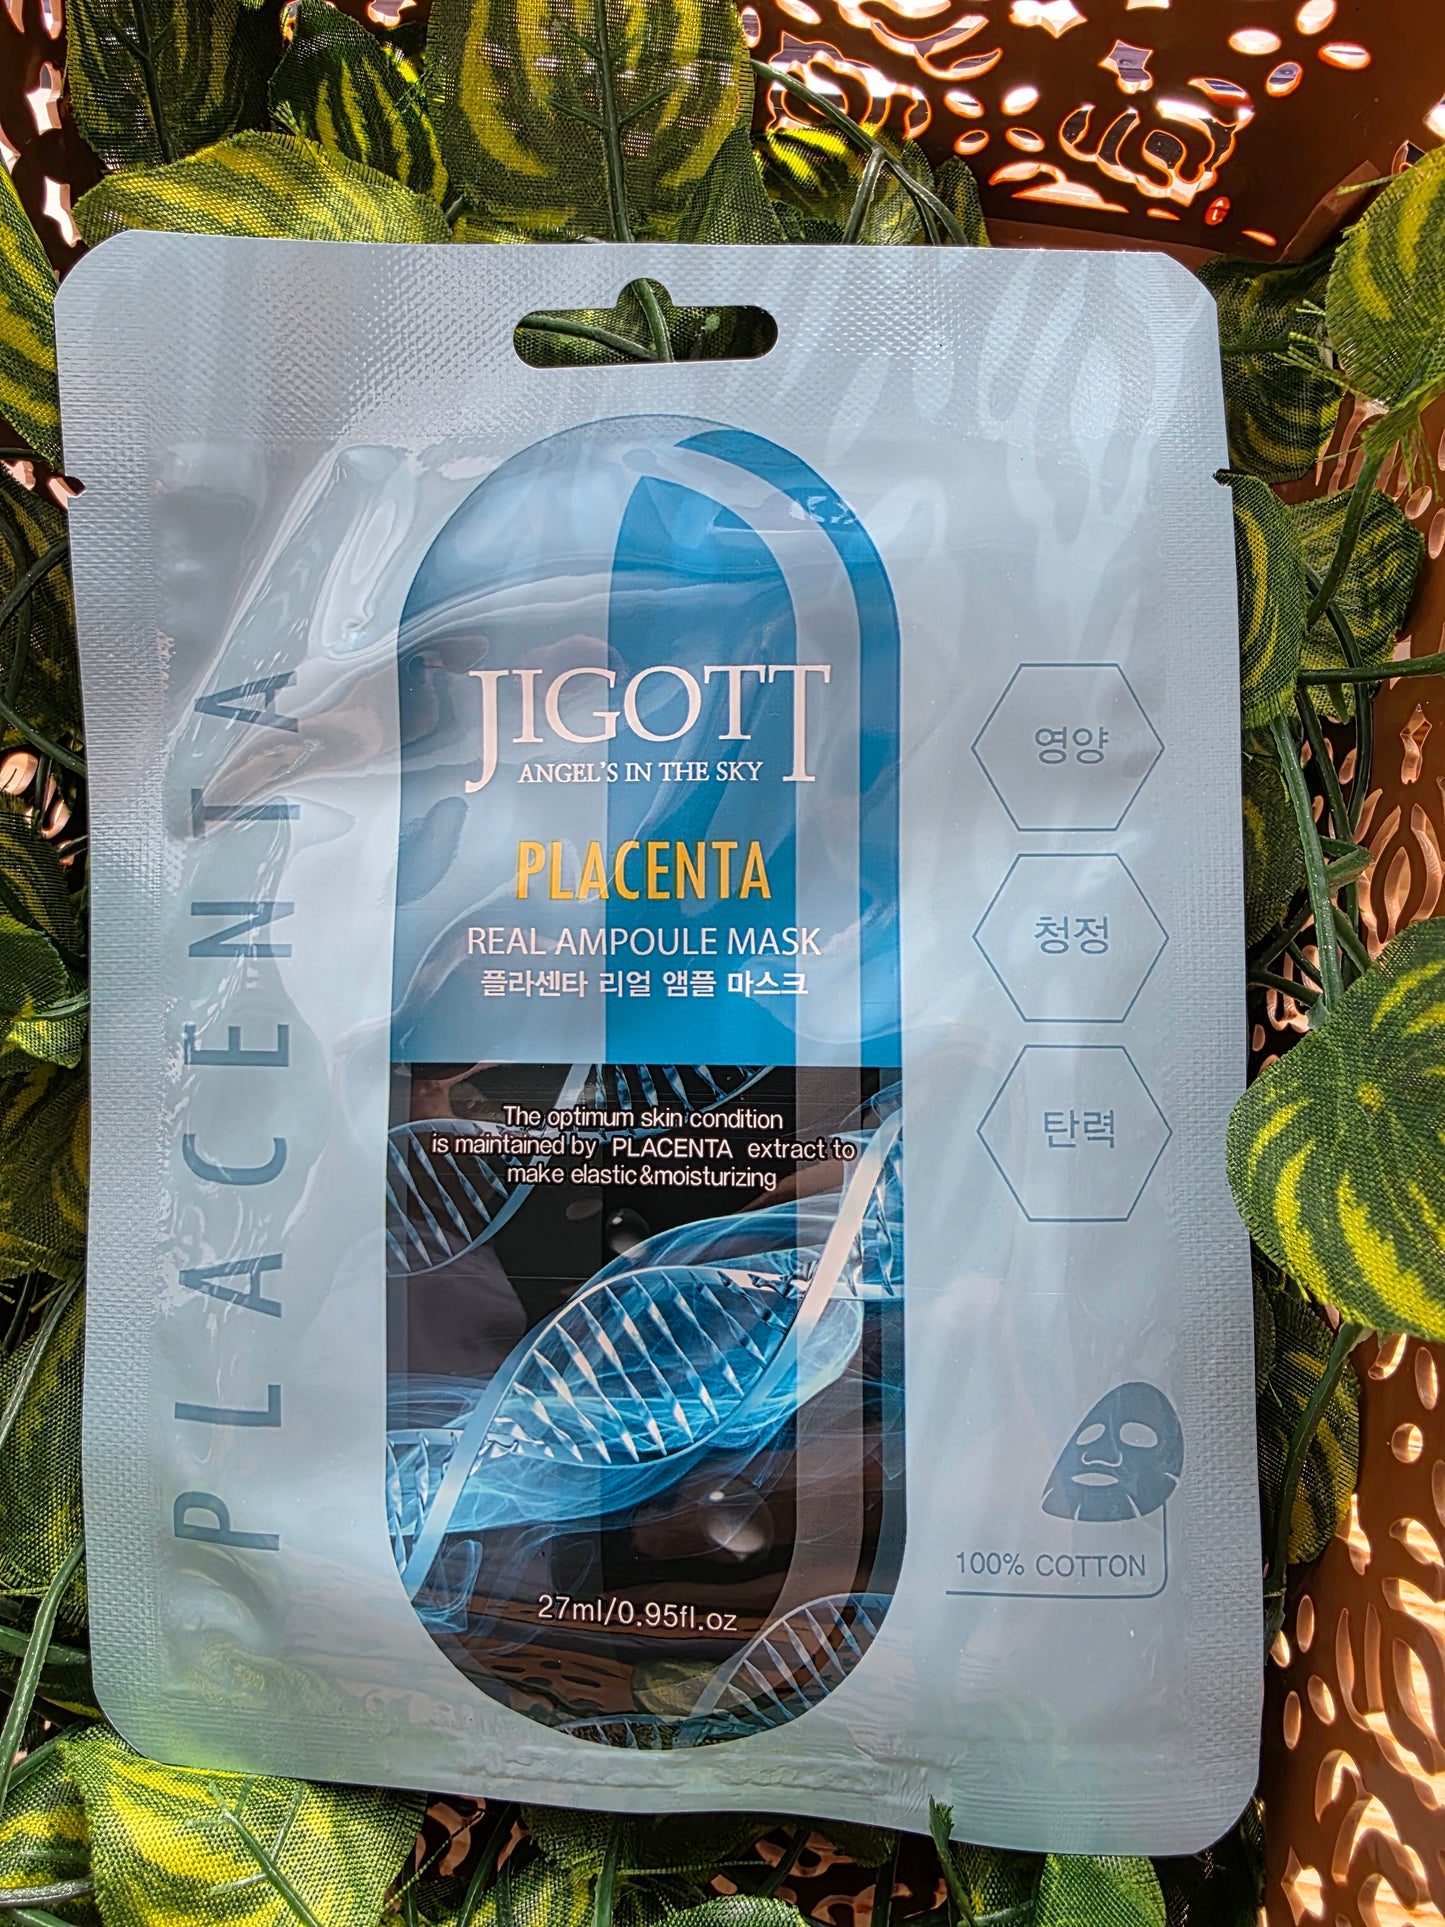 PLACENTA
JIGOTT
ANGEL'S IN THE SKY
PLACENTA
REAL AMPOULE MASK
플라센타 리얼 앰플 마스크
The optimum skin condition
is maintained by PLACENTA extract to
make elastic&moisturizing
27ml/0.95fl.oz
영양
청정
탄력
100% COTTON